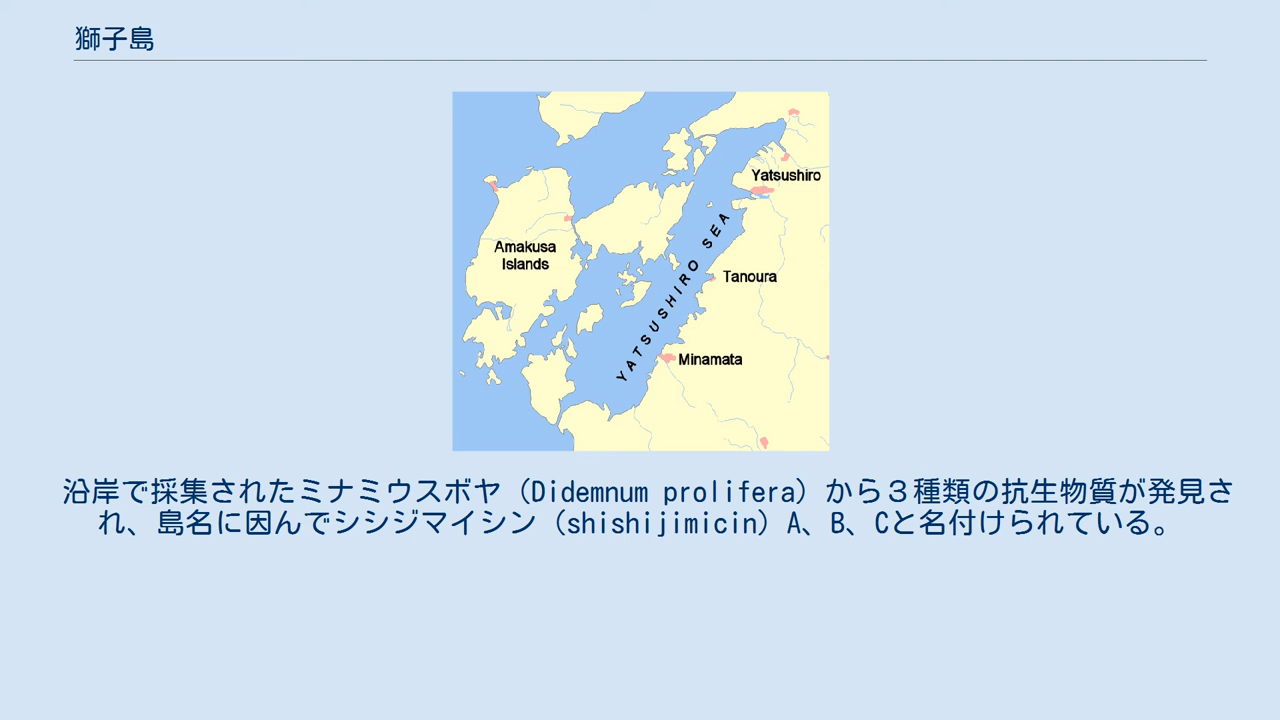 獅子島
Yatsushiro
Amakusa
Islands
YATSUSHIRO SEA
Tanoura
Minamata
沿岸で採集されたミナミウスボヤ（Didemnum prolifera）から３種類の抗生物質が発見さ
れ、島名に因んでシシジマイシン（shishijimicin）A、B、Cと名付けられている。